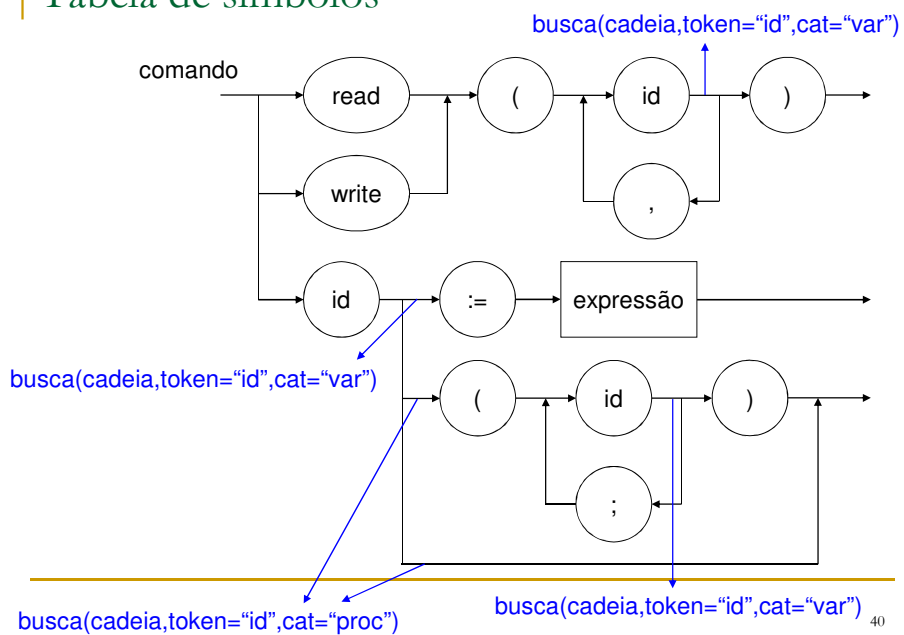 Tabela de símbolos
busca(cadeia,token=“id”,cat=“var”)
comando
read
(
id
)
write
,
id
:=
expressão
busca(cadeia,token=“id”,cat=“var”)
(
id
)
;
busca(cadeia,token=“id”,cat=“proc”)
busca(cadeia,token=“id”,cat=“var”)
40